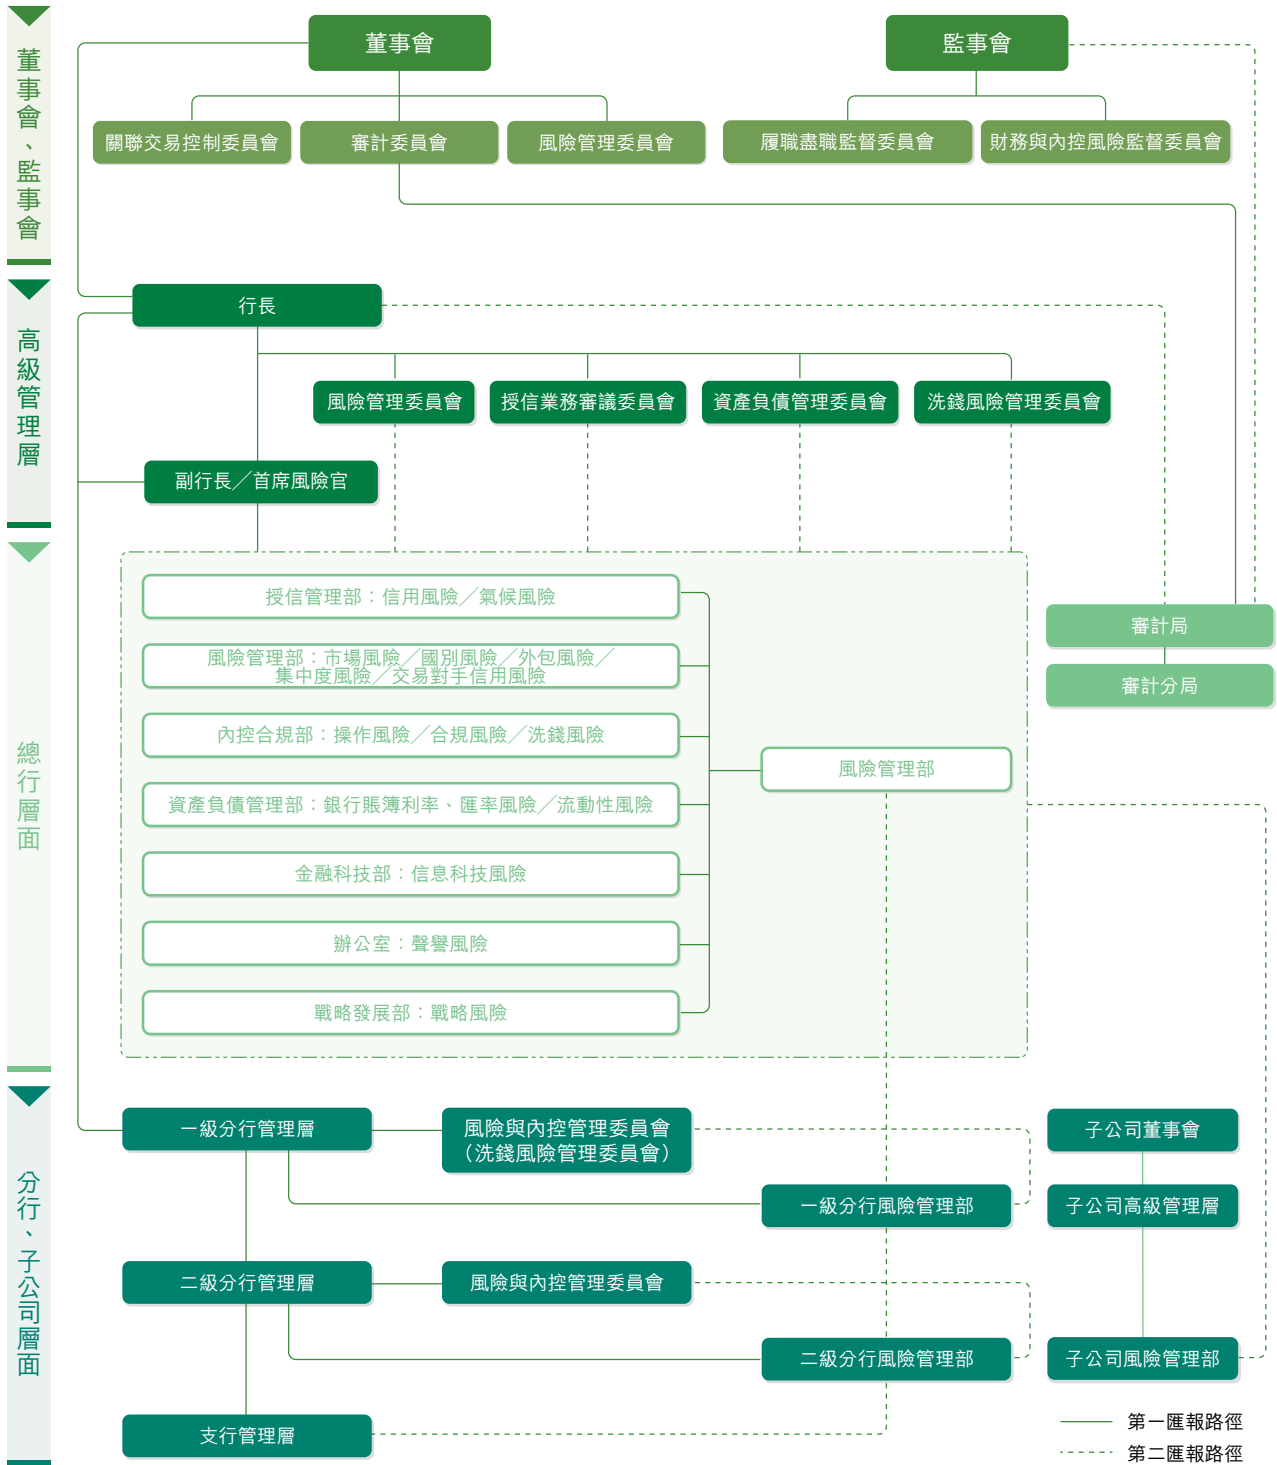 董事會、監事會
董事會
監事會
關聯交易控制委員會
審計委員會
風險管理委員會
履職盡職監督委員會
財務與內控風險監督委員會
高級管理層
行長
風險管理委員會
授信業務審議委員會
資產負債管理委員會
洗錢風險管理委員會
副行長╱首席風險官
總行層面
授信管理部：信用風險╱氣候風險
風險管理部：市場風險╱國別風險╱外包風險╱
集中度風險╱交易對手信用風險
內控合規部：操作風險╱合規風險╱洗錢風險
資產負債管理部：銀行賬簿利率、匯率風險╱流動性風險
金融科技部：信息科技風險
辦公室：聲譽風險
戰略發展部：戰略風險
風險管理部
審計局
審計分局
分行、子公司層面
一級分行管理層
風險與內控管理委員會
（洗錢風險管理委員會）
一級分行風險管理部
二級分行管理層
風險與內控管理委員會
二級分行風險管理部
支行管理層
子公司董事會
子公司高級管理層
子公司風險管理部
第一匯報路徑
第二匯報路徑